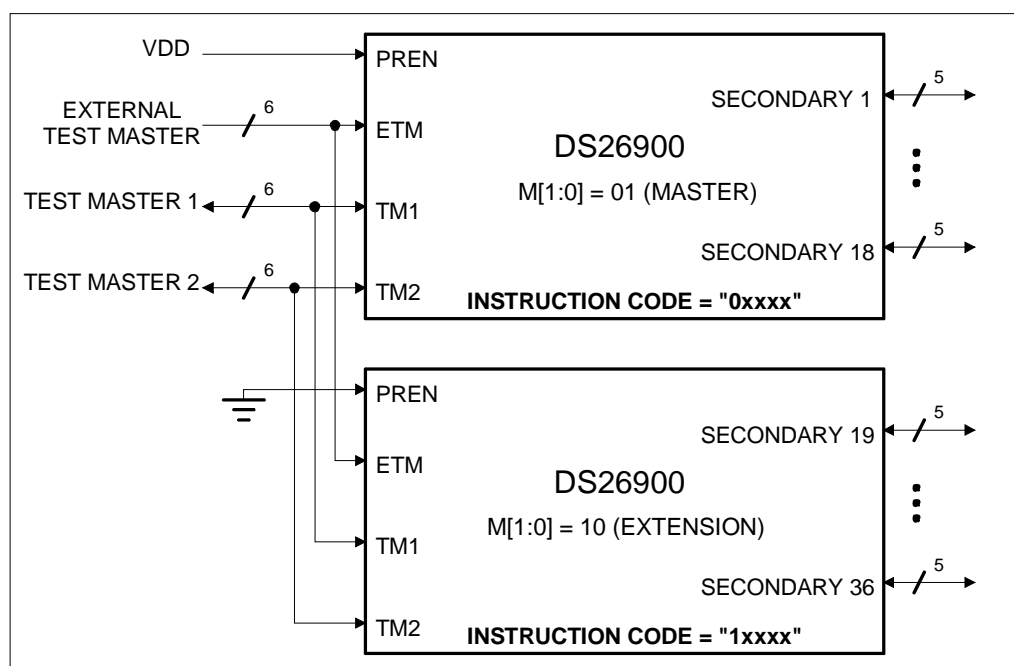 VDD
EXTERNAL
TEST MASTER
6
TEST MASTER 1
6
TEST MASTER 2
6
PREN
ETM
TM1
TM2
DS26900
M[1:0] = 01 (MASTER)
INSTRUCTION CODE = "0xxxx"
SECONDARY 1
5
SECONDARY 18
5
PREN
ETM
TM1
TM2
DS26900
M[1:0] = 10 (EXTENSION)
INSTRUCTION CODE = "1xxxx"
SECONDARY 19
5
SECONDARY 36
5